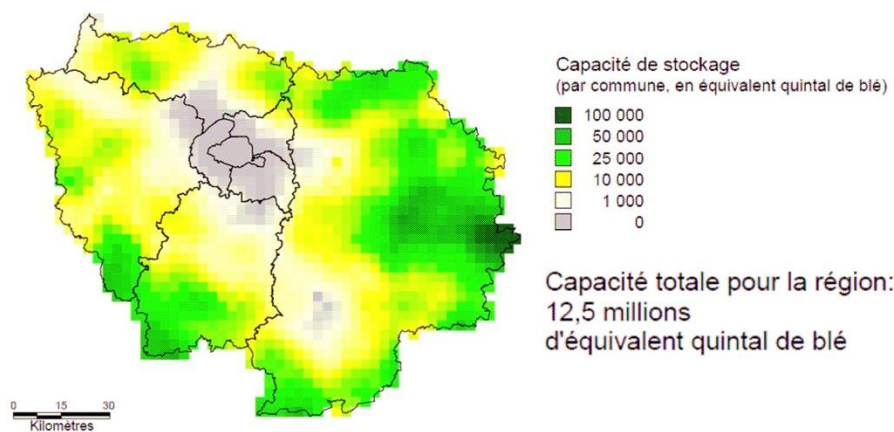 Capacité de stockage
(par commune, en équivalent quintal de blé)
100 000
50 000
25 000
10 000
1 000
0
Capacité totale pour la région:
12,5 millions
d'équivalent quintal de blé
0 15 30
Kilomètres